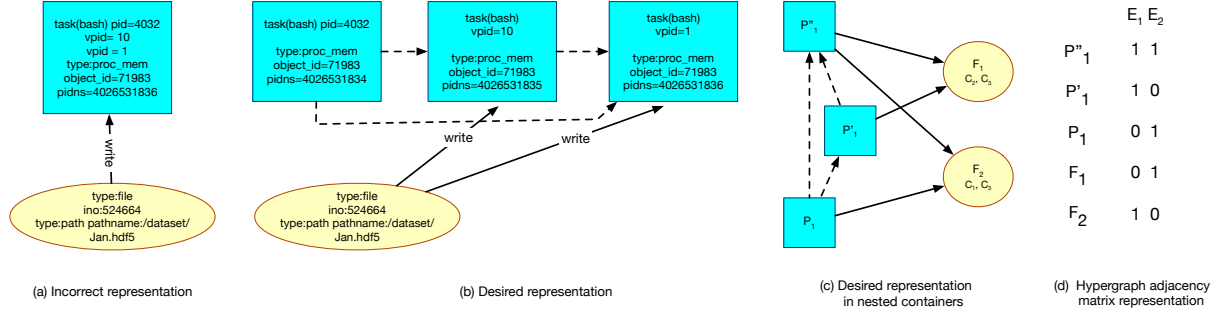 task(bash) pid=4032
vpid= 10
vpid = 1
type:proc_mem
object_id=71983
pidns=4026531836
write
type:file
ino:524664
type:path pathname:/dataset/
Jan.hdf5
(a) Incorrect representation
task(bash) pid=4032
type:proc_mem
object_id=71983
pidns=4026531834
task(bash)
vpid=10
type:proc_mem
object_id=71983
pidns=4026531835
task(bash)
vpid=1
type:proc_mem
object_id=71983
pidns=4026531836
write
write
type:file
ino:524664
type:path pathname:/dataset/
Jan.hdf5
(b) Desired representation
P"1
P'1
P1
F1
C2, C3
F2
C1, C3
(c) Desired representation
in nested containers
E1 E2
P"1 1 1
P'1 1 0
P1 0 1
F1 0 1
F2 1 0
(d) Hypergraph adjacency
matrix representation